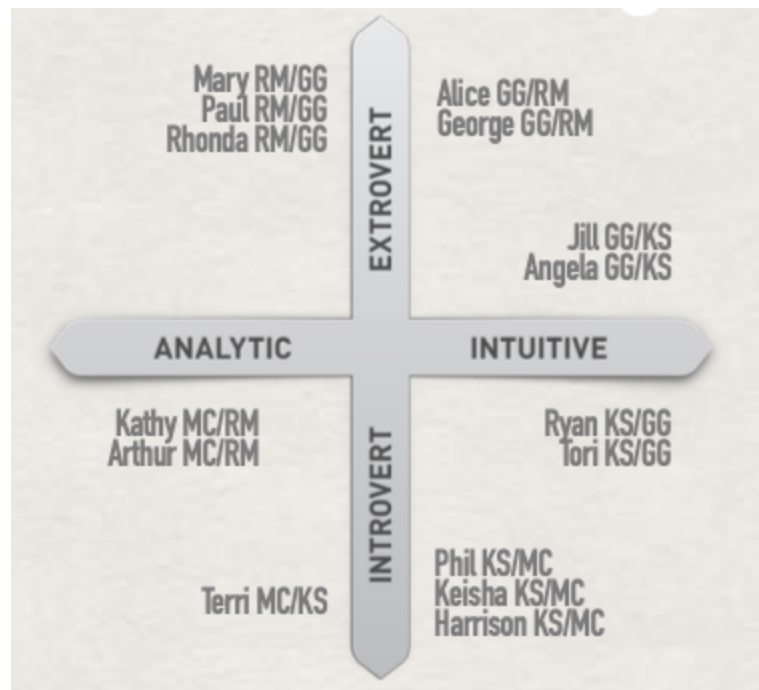 Mary RM/GG
Paul RM/GG
Rhonda RM/GG
Alice GG/RM
George GG/RM
EXTROVERT
Jill GG/KS
Angela GG/KS
ANALYTIC
INTUITIVE
Kathy MC/RM
Arthur MC/RM
Ryan KS/GG
Tori KS/GG
INTROVERT
Terri MC/KS
Phil KS/MC
Keisha KS/MC
Harrison KS/MC